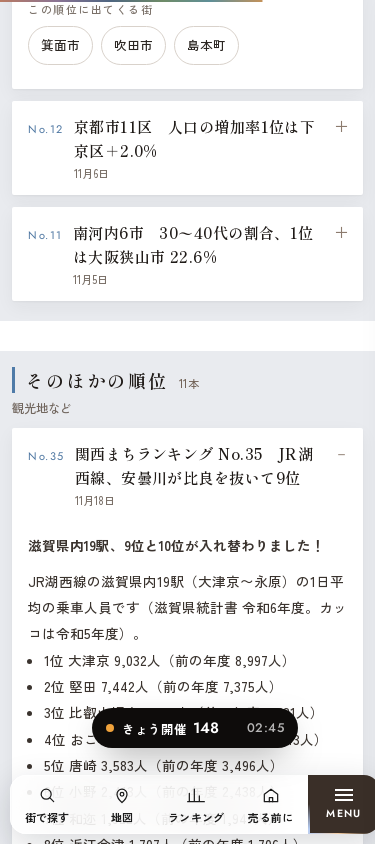 この順位に出てくる街
箕面市 吹田市 島本町
No.12 京都市11区　人口の増加率1位は下
京区＋2.0％
11月6日
No.11 南河内6市　30〜40代の割合、1位
は大阪狭山市 22.6％
11月5日
そのほかの順位 11本
観光地など
No.35 関西まちランキング No.35　JR湖
西線、安曇川が比良を抜いて9位
11月18日
滋賀県内19駅、9位と10位が入れ替わりました！
JR湖西線の滋賀県内19駅（大津京〜永原）の1日平
均の乗車人員です（滋賀県統計書 令和6年度。カッ
コは令和5年度）。
1位 大津京 9,032人（前の年度 8,997人）
2位 堅田 7,442人（前の年度 7,375人）
3位
4位
きょう開催 148 02:45
5位 唐崎 3,583人（前の年度 3,496人）
街で探す 地図 ランキング 売る前に MENU